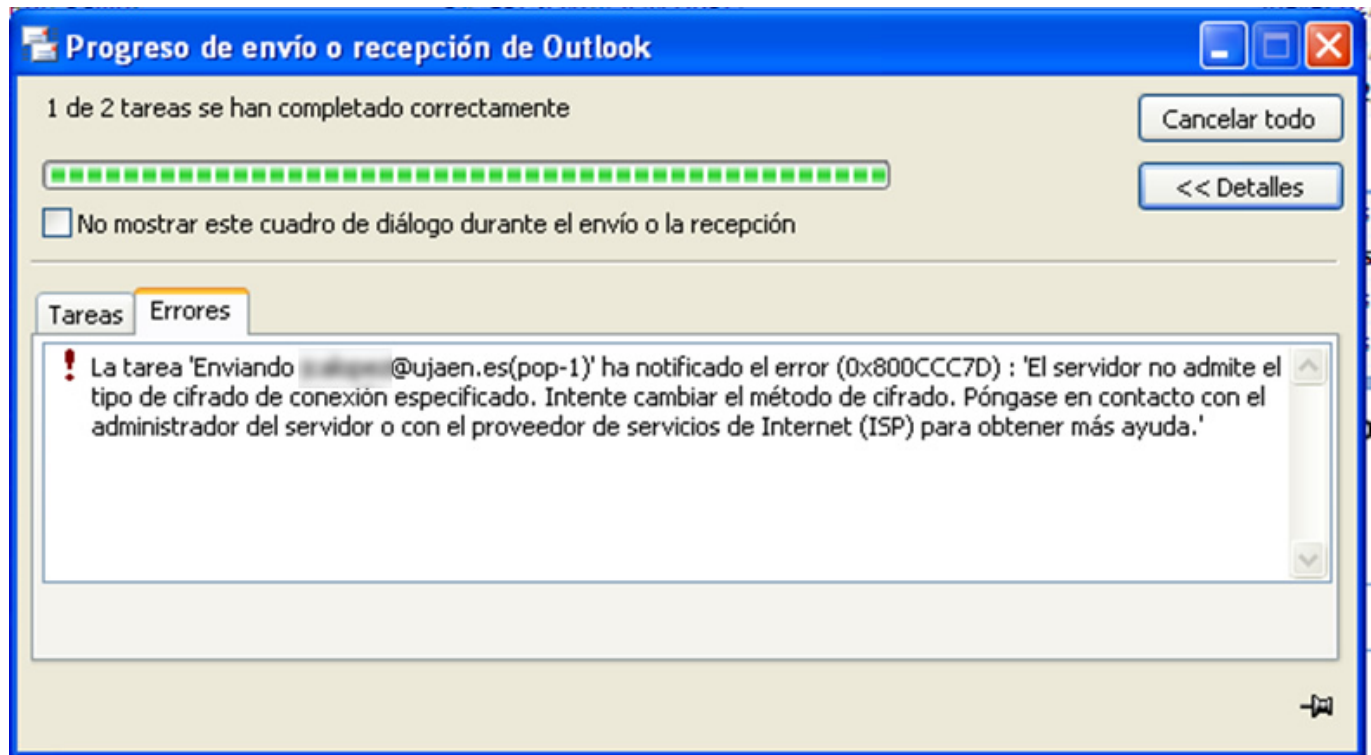 Progreso de envío o recepción de Outlook
1 de 2 tareas se han completado correctamente
Cancelar todo
<< Detalles
No mostrar este cuadro de diálogo durante el envío o la recepción
Tareas
Errores
La tarea 'Enviando @ujaen.es(pop-1)' ha notificado el error (0x800CCC7D) : 'El servidor no admite el
tipo de cifrado de conexión especificado. Intente cambiar el método de cifrado. Póngase en contacto con el
administrador del servidor o con el proveedor de servicios de Internet (ISP) para obtener más ayuda.'